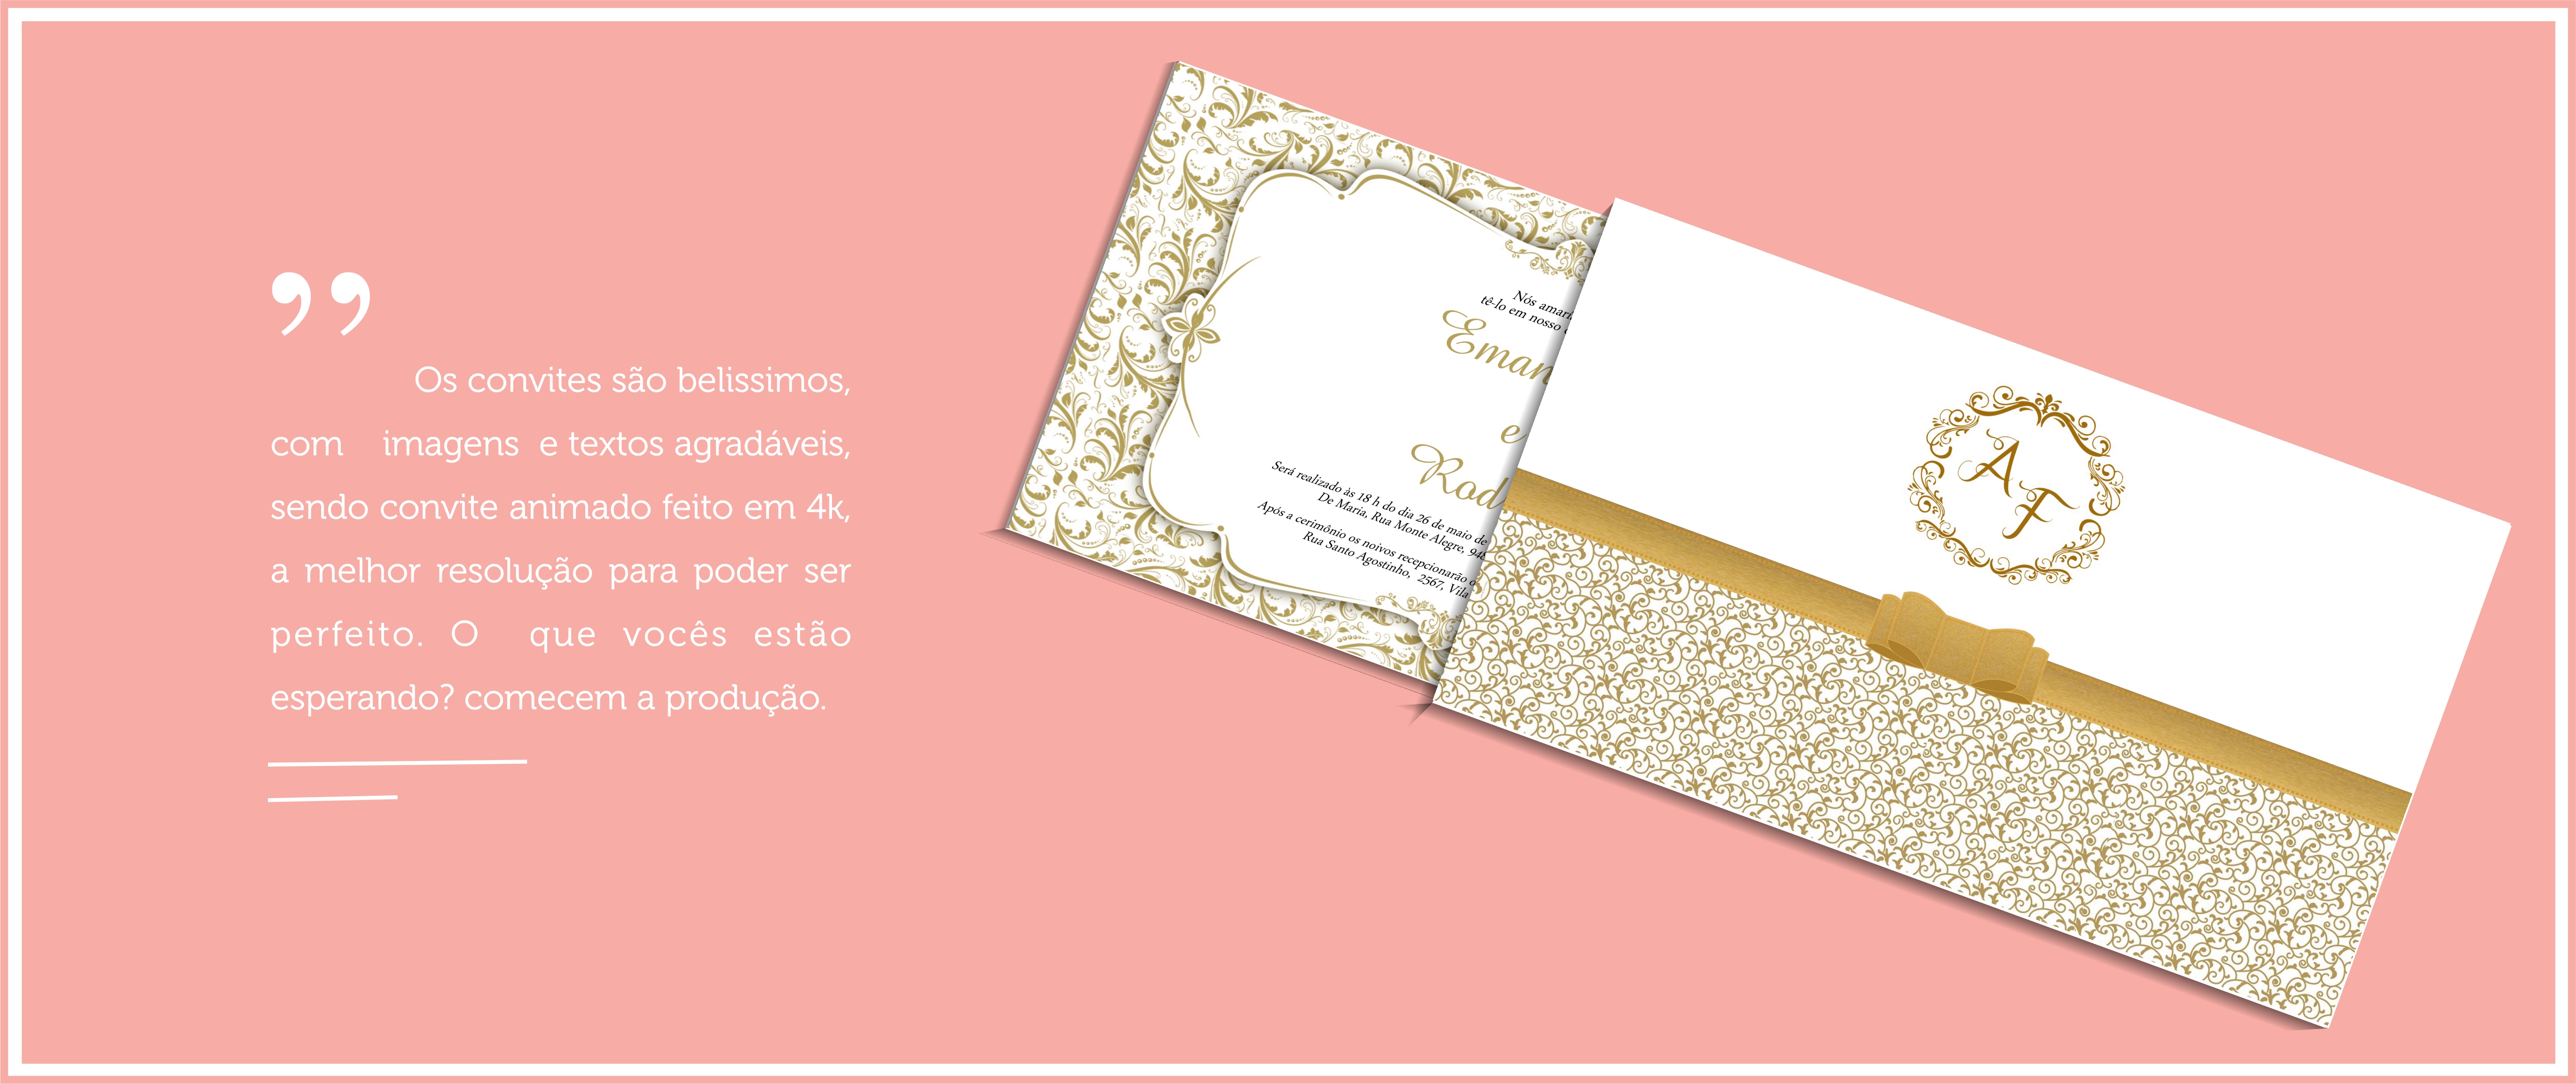 ”
Os convites são belissimos,
com imagens e textos agradáveis,
sendo convite animado feito em 4k,
a melhor resolução para poder ser
perfeito. O que vocês estão
esperando? comecem a produção.
Nós amar
tê-lo em nosso
Eman
e
Rod
Será realizado às 18 h do dia 26 de maio de
De Maria, Rua Monte Alegre, 94
Após a cerimônio os noivos recepcionarão
Rua Santo Agostinho, 2567, Vila
A
F